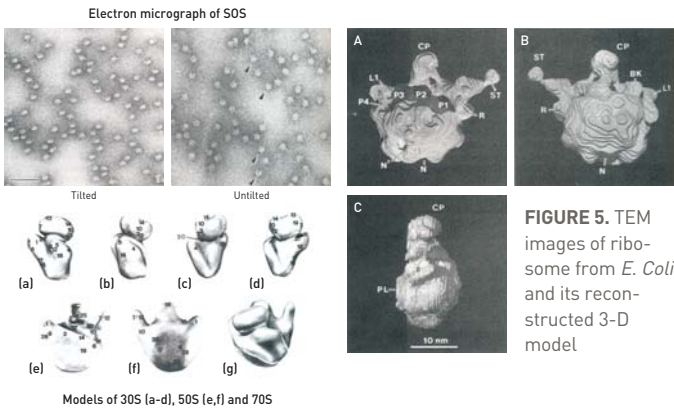 Electron micrograph of SOS
Tilted
Untilted
(a)
(b)
(c)
(d)
(e)
(f)
(g)
Models of 30S (a-d), 50S (e,f) and 70S
A
CP
L1
P3
P2
P4
P1
ST
R
N
N
B
CP
ST
BK
L1
R
N
C
CP
PL
10 nm
FIGURE 5. TEM
images of ribo-
some from E. Coli
and its recon-
structed 3-D
model